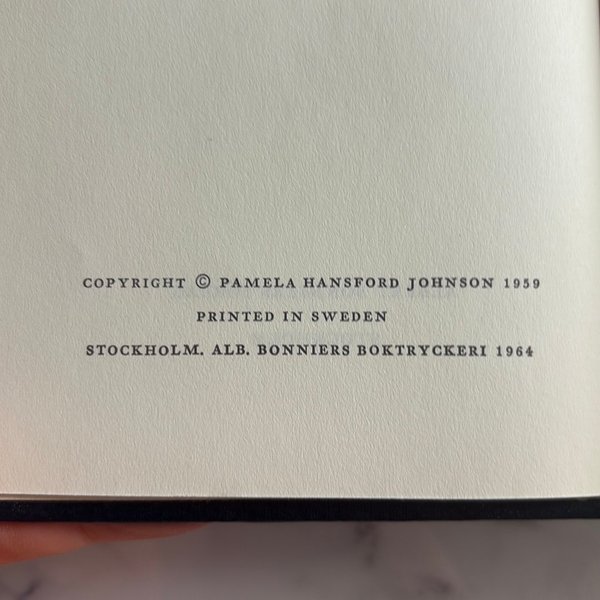 COPYRIGHT © PAMELA HANSFORD JOHNSON 1959
PRINTED IN SWEDEN
STOCKHOLM. ALB. BONNIERS BOKTRYCKERI 1964